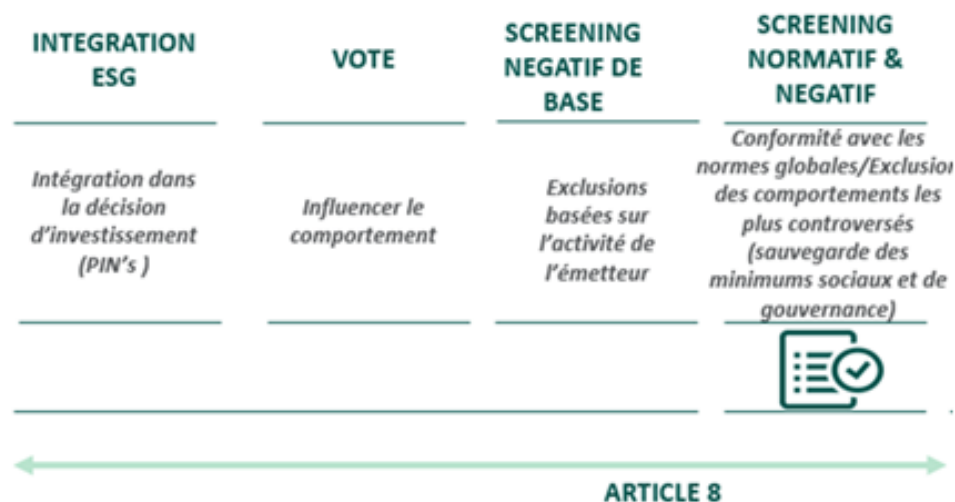 INTEGRATION
ESG
VOTE
SCREENING
NEGATIF DE
BASE
SCREENING
NORMATIF &
NEGATIF
Intégration dans
la décision
d'investissement
(PIN's )
Influencer le
comportement
Exclusions
basées sur
l'activité de
l'émetteur
Conformité avec les
normes globales/Exclusion
des comportements les
plus controversés
(sauvegarde des
minimums sociaux et de
gouvernance)
ARTICLE 8